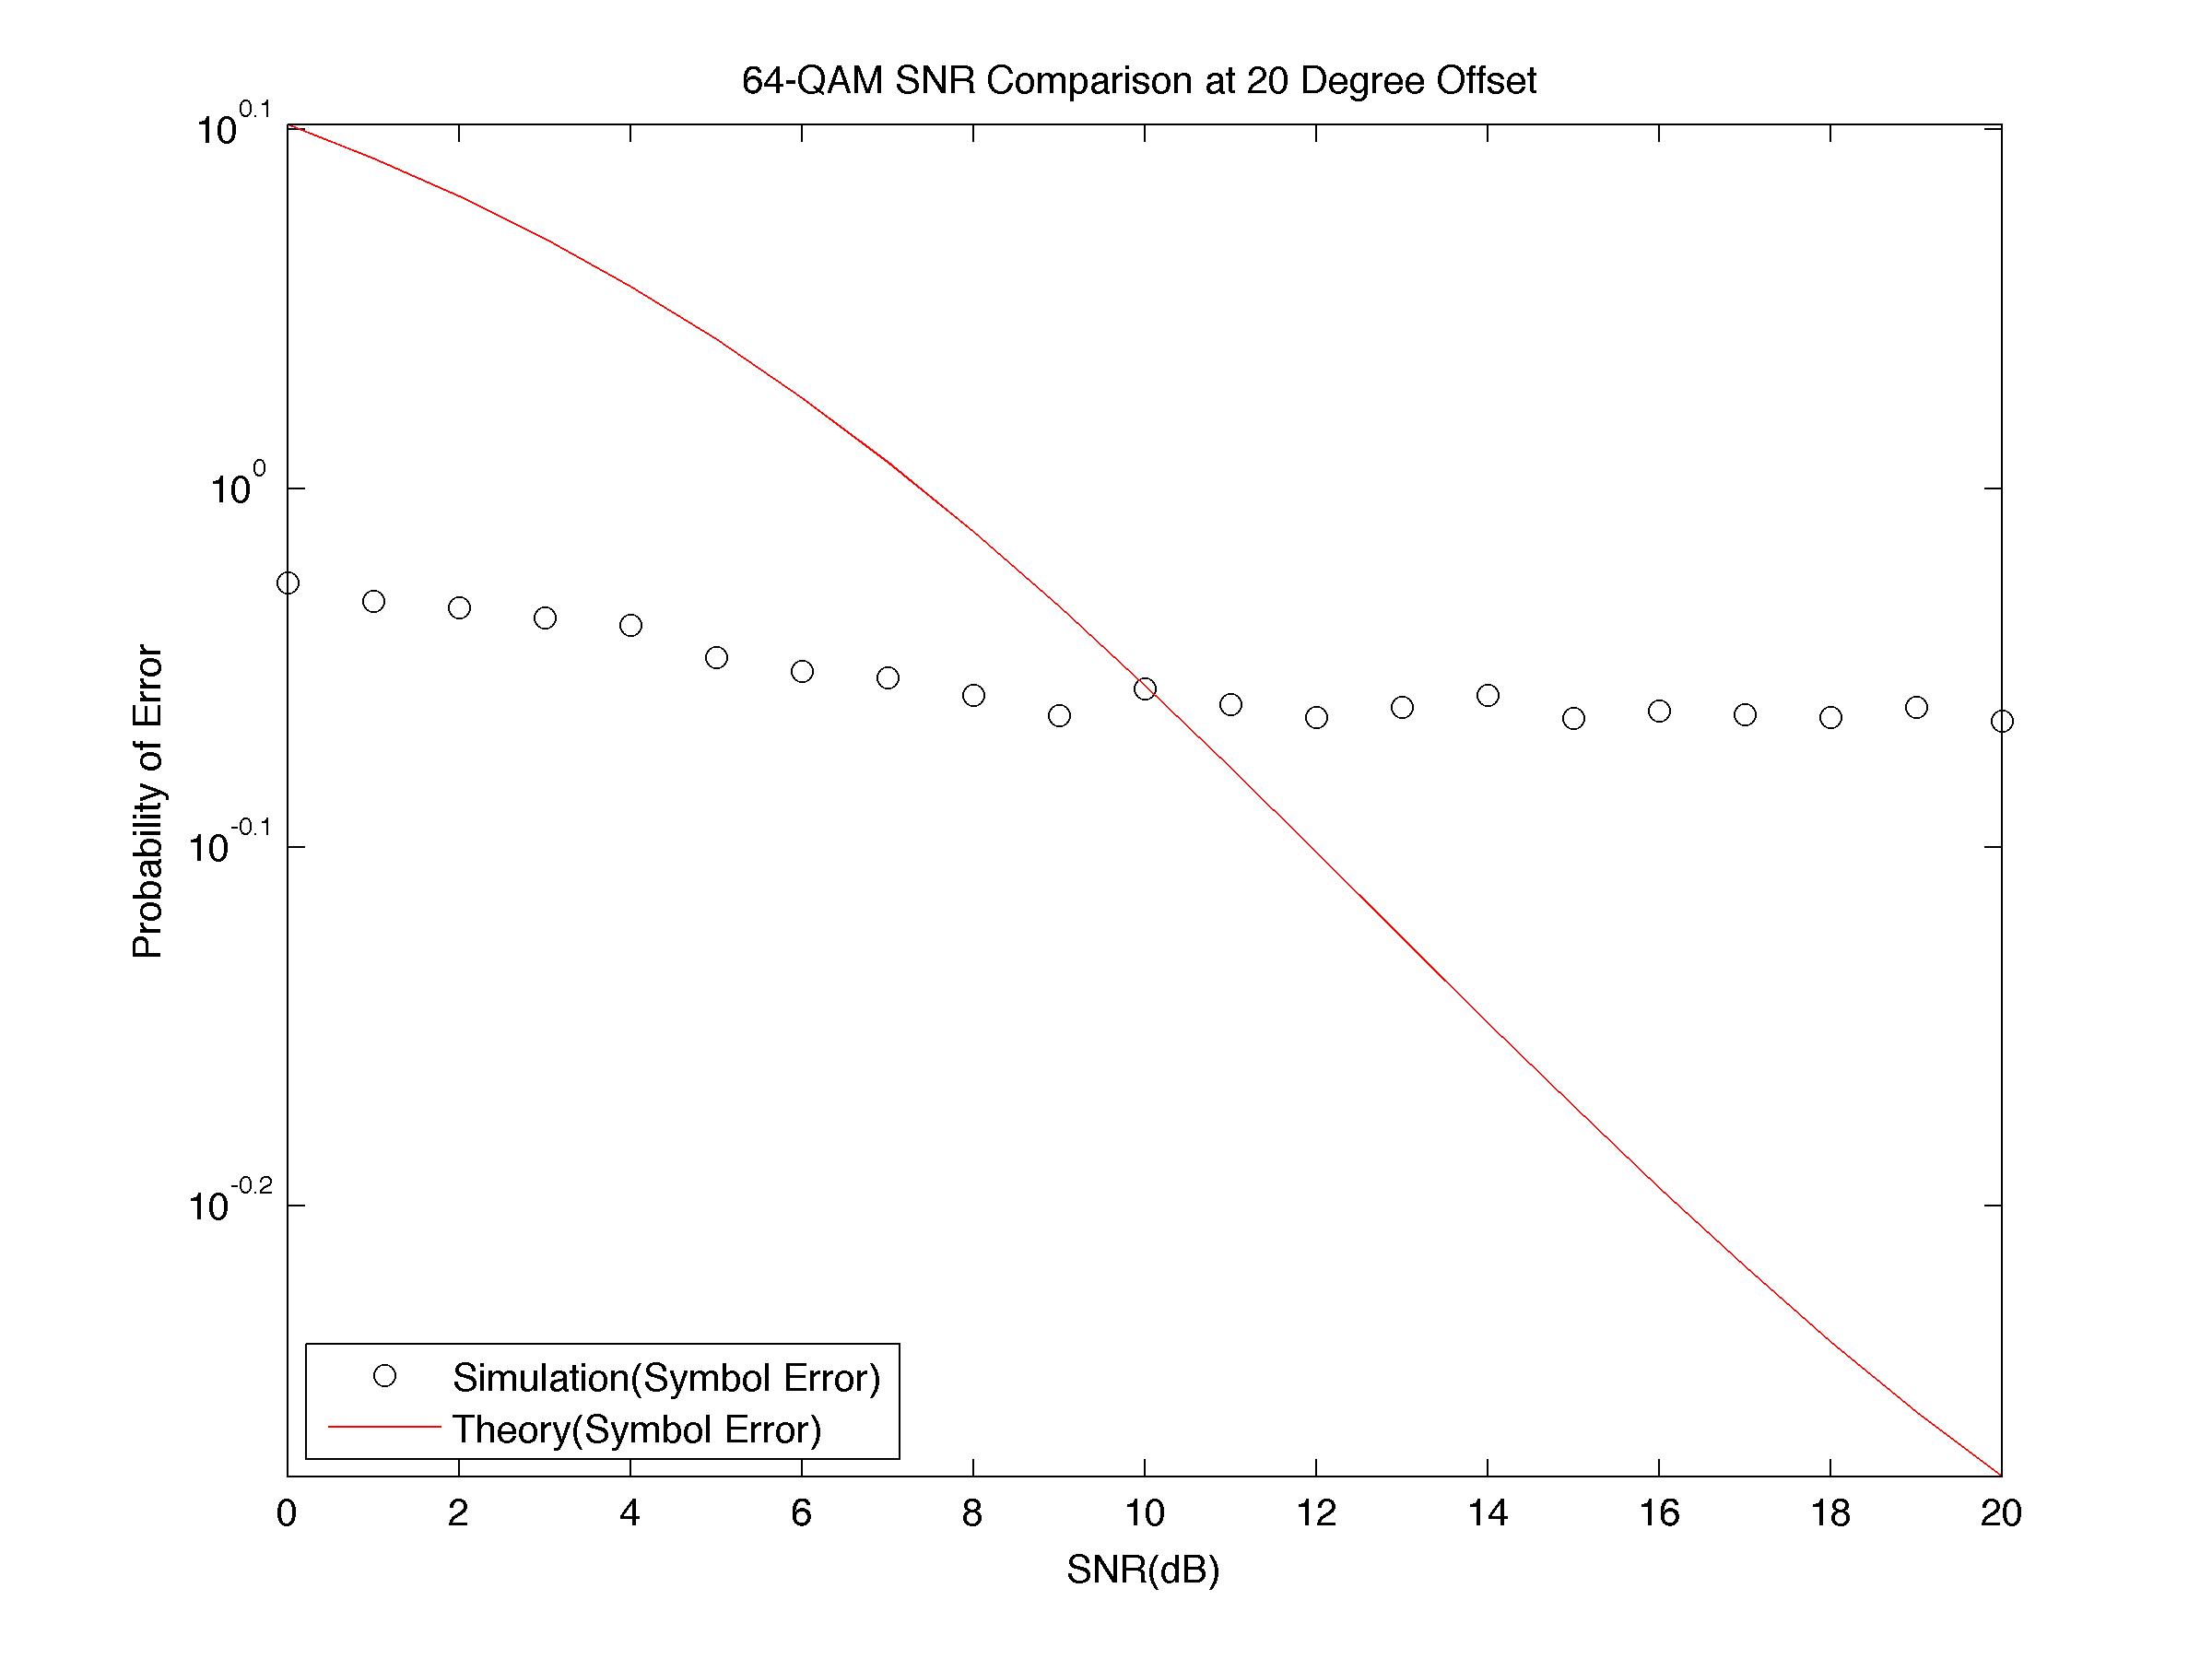 64-QAM SNR Comparison at 20 Degree Offset
10^0.1
10^0
10^-0.1
10^-0.2
Probability of Error
Simulation(Symbol Error)
Theory(Symbol Error)
0 2 4 6 8 10 12 14 16 18 20
SNR(dB)